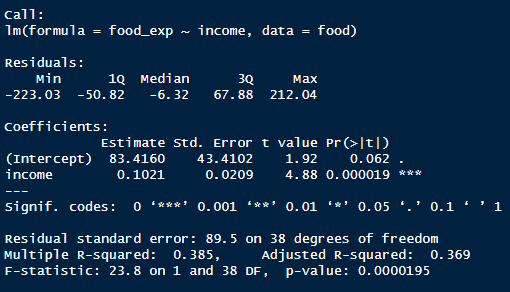 Call:
lm(formula = food_exp ~ income, data = food)
Residuals:
    Min      1Q  Median      3Q     Max
-223.03  -50.82   -6.32   67.88  212.04
Coefficients:
            Estimate Std. Error t value Pr(>|t|)
(Intercept)  83.4160    43.4102    1.92    0.062 .
income        0.1021     0.0209    4.88 0.000019 ***
---
Signif. codes:  0 ‘***’ 0.001 ‘**’ 0.01 ‘*’ 0.05 ‘.’ 0.1 ‘ ’ 1
Residual standard error: 89.5 on 38 degrees of freedom
Multiple R-squared:  0.385,     Adjusted R-squared:  0.369
F-statistic: 23.8 on 1 and 38 DF,  p-value: 0.0000195